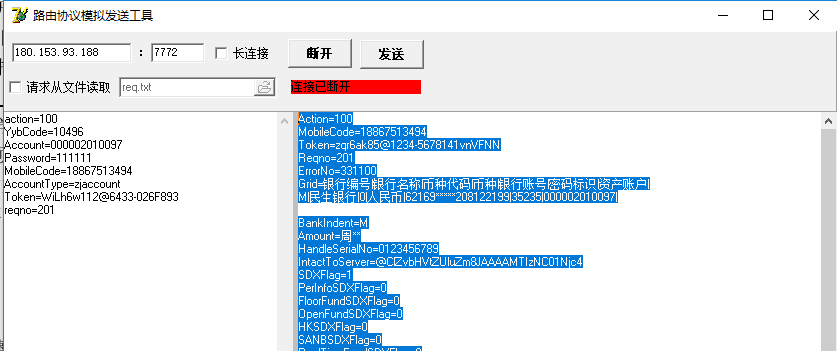 路由协议模拟发送工具
180.153.93.188 : 7772 长连接 断开 发送
请求从文件读取 req.txt 连接已断开
action=100
YybCode=10496
Account=000002010097
Password=111111
MobileCode=18867513494
AccountType=zjaccount
Token=WiLh6w112@6433-026F893
reqno=201
Action=100
MobileCode=18867513494
Token=zqr6ak85@1234-5678141vnVFNN
Reqno=201
ErrorNo=331100
Grid=银行编号|银行名称|币种代码|币种|银行账号|密码标识|资产账户|
M|民生银行|0|人民币|62169*****208122199|35235|000002010097|
BankIndent=M
Amount=周**
HandleSerialNo=0123456789
SDXFlag=1
PerInfoSDXFlag=0
FloorFundSDXFlag=0
OpenFundSDXFlag=0
HKSDXFlag=0
SANBSDXFlag=0